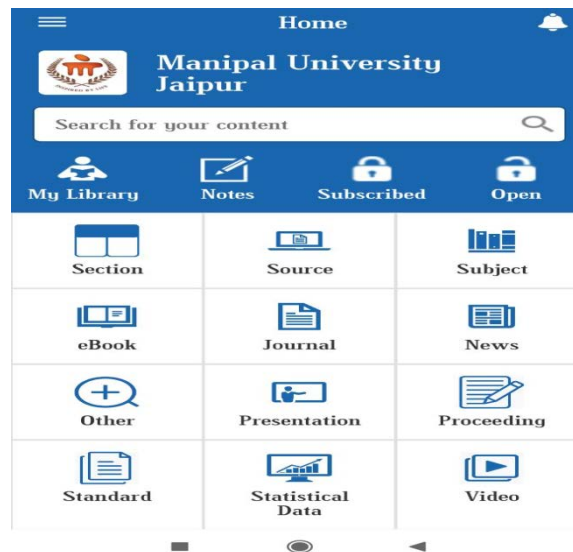 Home
Manipal University
Jaipur
Search for your content
My Library Notes Subscribed Open
Section Source Subject
eBook Journal News
Other Presentation Proceeding
Standard Statistical Data Video